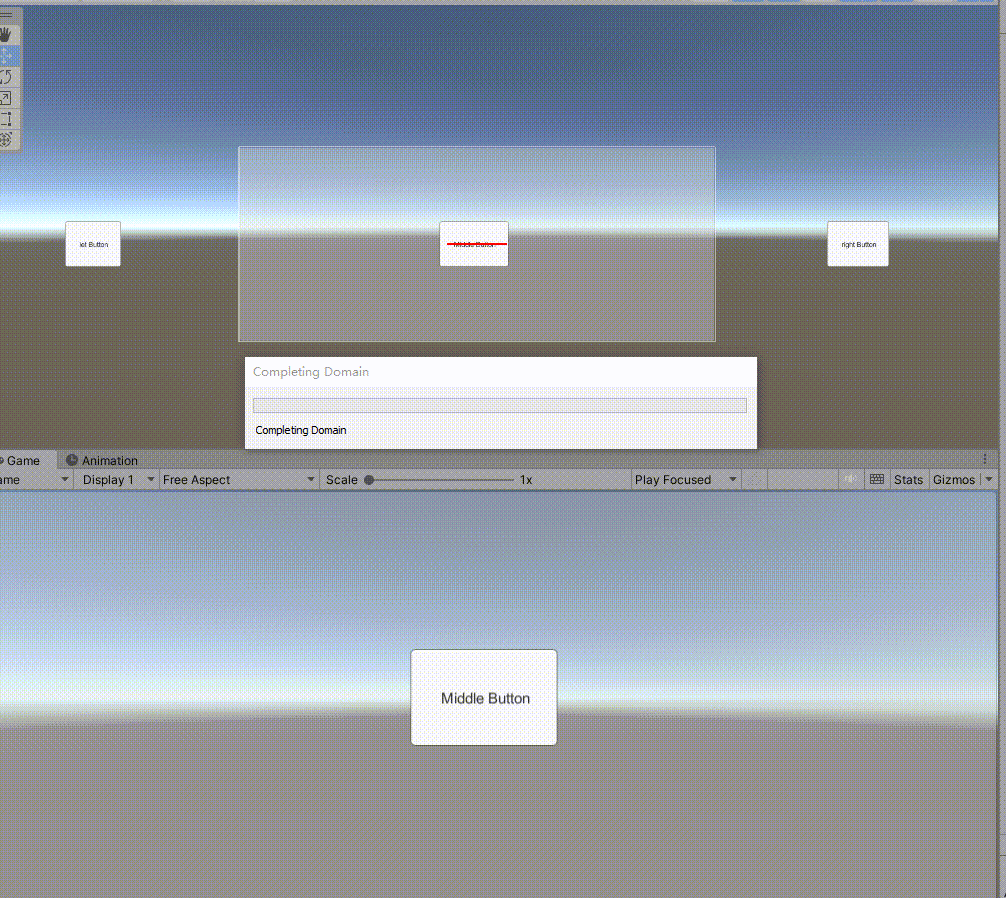 let Button
Middle Button
right Button
Completing Domain
Completing Domain
Game
Animation
ame
Display 1
Free Aspect
Scale
1x
Play Focused
Stats
Gizmos
Middle Button